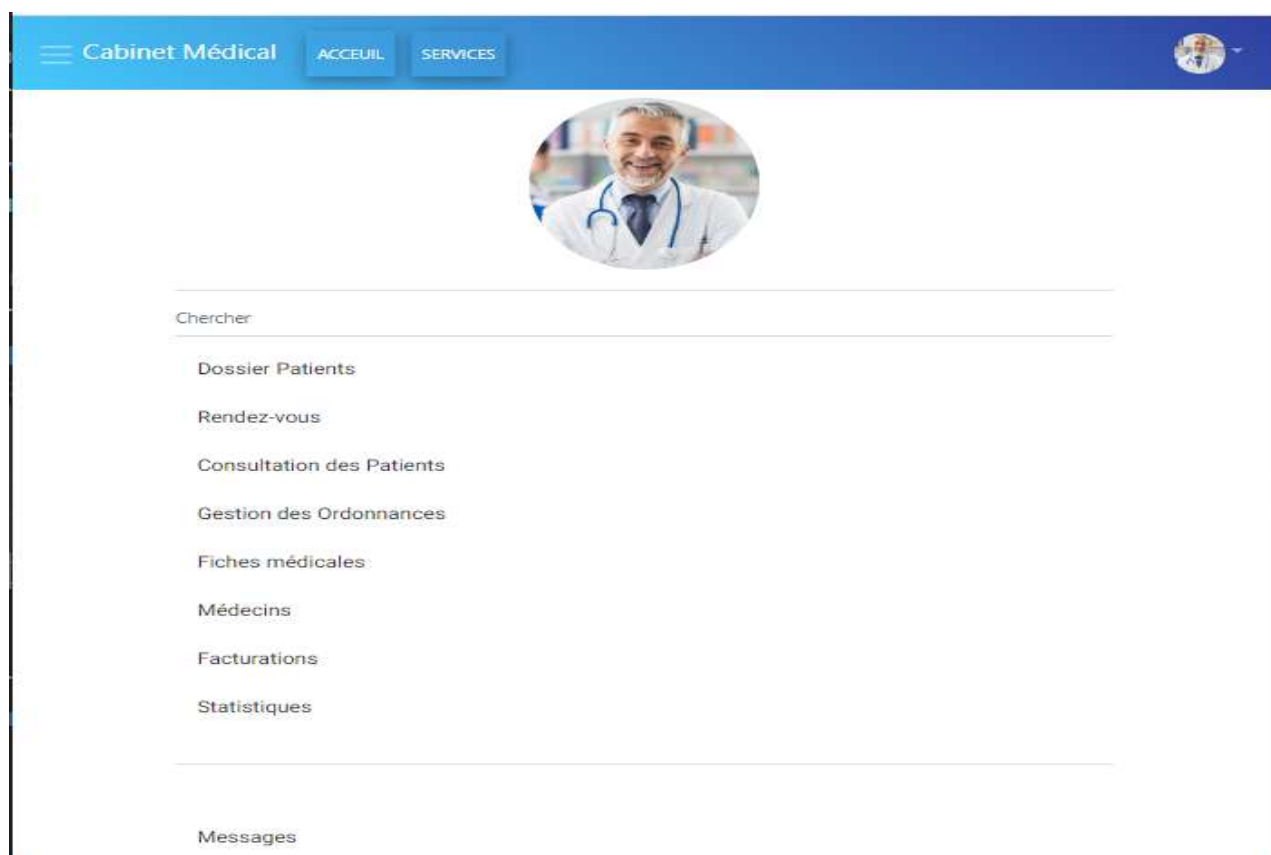 Cabinet Médical ACCEUIL SERVICES
Chercher
Dossier Patients
Rendez-vous
Consultation des Patients
Gestion des Ordonnances
Fiches médicales
Médecins
Facturations
Statistiques
Messages